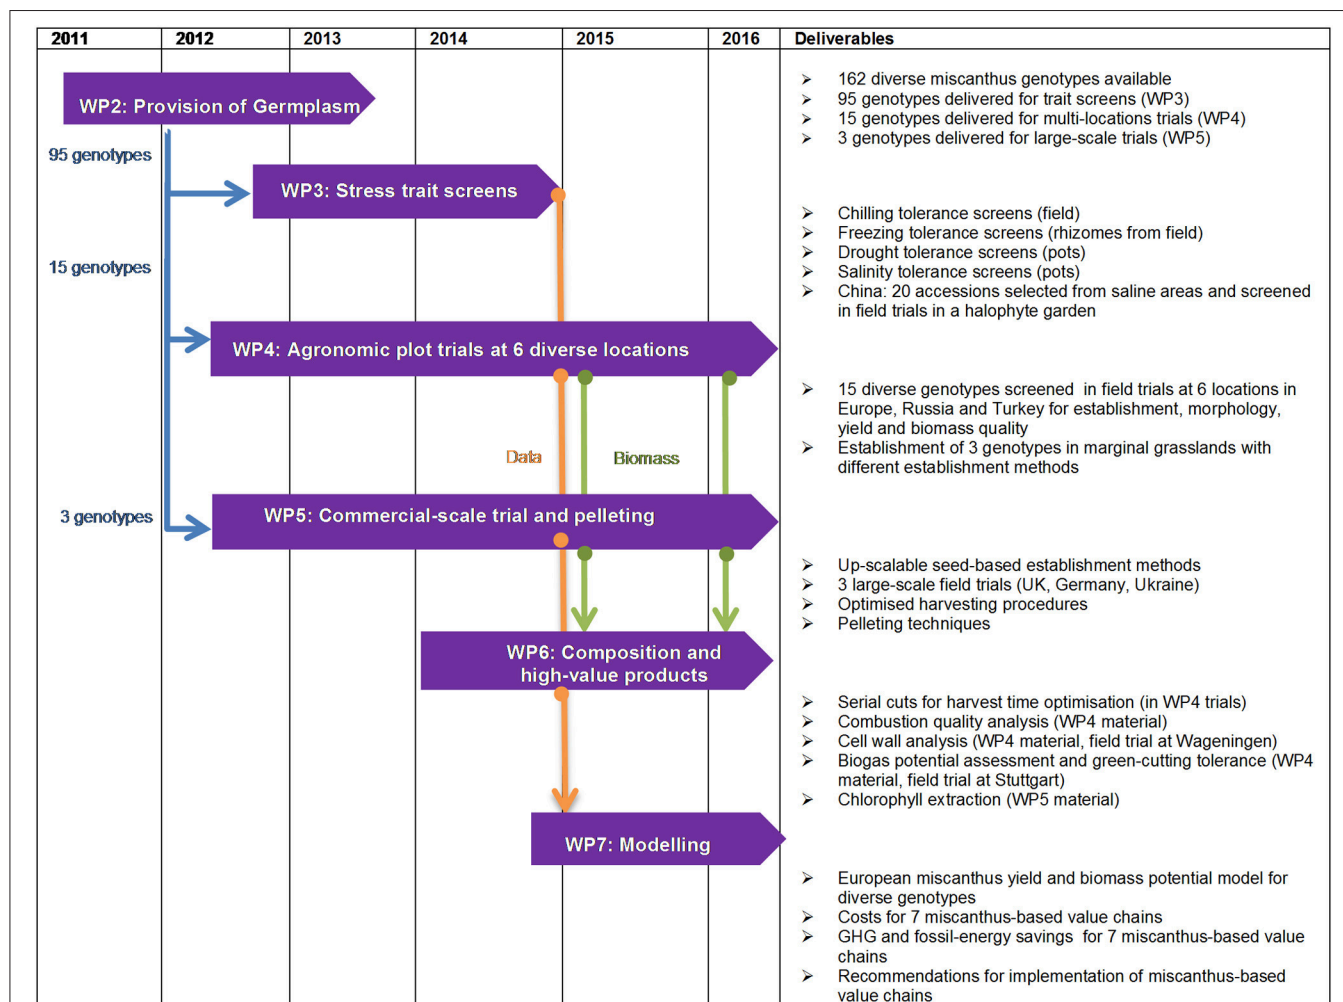 2011 2012 2013 2014 2015 2016 Deliverables
WP2: Provision of Germplasm
95 genotypes
15 genotypes
3 genotypes
WP3: Stress trait screens
WP4: Agronomic plot trials at 6 diverse locations
Data
Biomass
WP5: Commercial-scale trial and pelleting
WP6: Composition and
high-value products
WP7: Modelling
➢ 162 diverse miscanthus genotypes available
➢ 95 genotypes delivered for trait screens (WP3)
➢ 15 genotypes delivered for multi-locations trials (WP4)
➢ 3 genotypes delivered for large-scale trials (WP5)
➢ Chilling tolerance screens (field)
➢ Freezing tolerance screens (rhizomes from field)
➢ Drought tolerance screens (pots)
➢ Salinity tolerance screens (pots)
➢ China: 20 accessions selected from saline areas and screened
in field trials in a halophyte garden
➢ 15 diverse genotypes screened in field trials at 6 locations in
Europe, Russia and Turkey for establishment, morphology,
yield and biomass quality
➢ Establishment of 3 genotypes in marginal grasslands with
different establishment methods
➢ Up-scalable seed-based establishment methods
➢ 3 large-scale field trials (UK, Germany, Ukraine)
➢ Optimised harvesting procedures
➢ Pelleting techniques
➢ Serial cuts for harvest time optimisation (in WP4 trials)
➢ Combustion quality analysis (WP4 material)
➢ Cell wall analysis (WP4 material, field trial at Wageningen)
➢ Biogas potential assessment and green-cutting tolerance (WP4
material, field trial at Stuttgart)
➢ Chlorophyll extraction (WP5 material)
➢ European miscanthus yield and biomass potential model for
diverse genotypes
➢ Costs for 7 miscanthus-based value chains
➢ GHG and fossil-energy savings for 7 miscanthus-based value
chains
➢ Recommendations for implementation of miscanthus-based
value chains